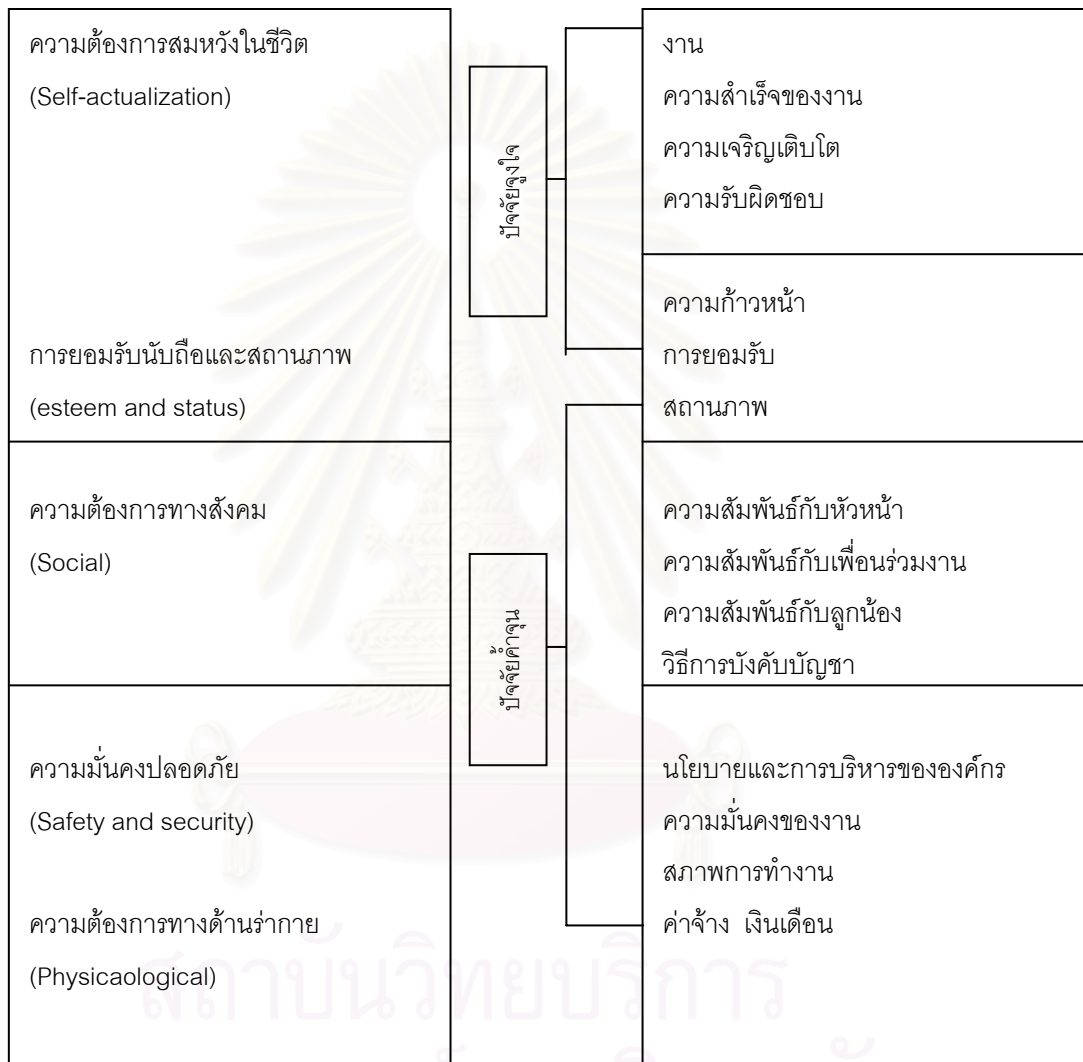 ความต้องการสมหวังในชีวิต
(Self-actualization)
การยอมรับนับถือและสถานภาพ
(esteem and status)
ความต้องการทางสังคม
(Social)
ความมั่นคงปลอดภัย
(Safety and security)
ความต้องการทางด้านร่ากาย
(Physicaological)
ปัจจัยจูงใจ
ปัจจัยค้ำจุน
งาน
ความสำเร็จของงาน
ความเจริญเติบโต
ความรับผิดชอบ
ความก้าวหน้า
การยอมรับ
สถานภาพ
ความสัมพันธ์กับหัวหน้า
ความสัมพันธ์กับเพื่อนร่วมงาน
ความสัมพันธ์กับลูกน้อง
วิธีการบังคับบัญชา
นโยบายและการบริหารขององค์กร
ความมั่นคงของงาน
สภาพการทำงาน
ค่าจ้าง เงินเดือน
สถาบันวิทยบริการ